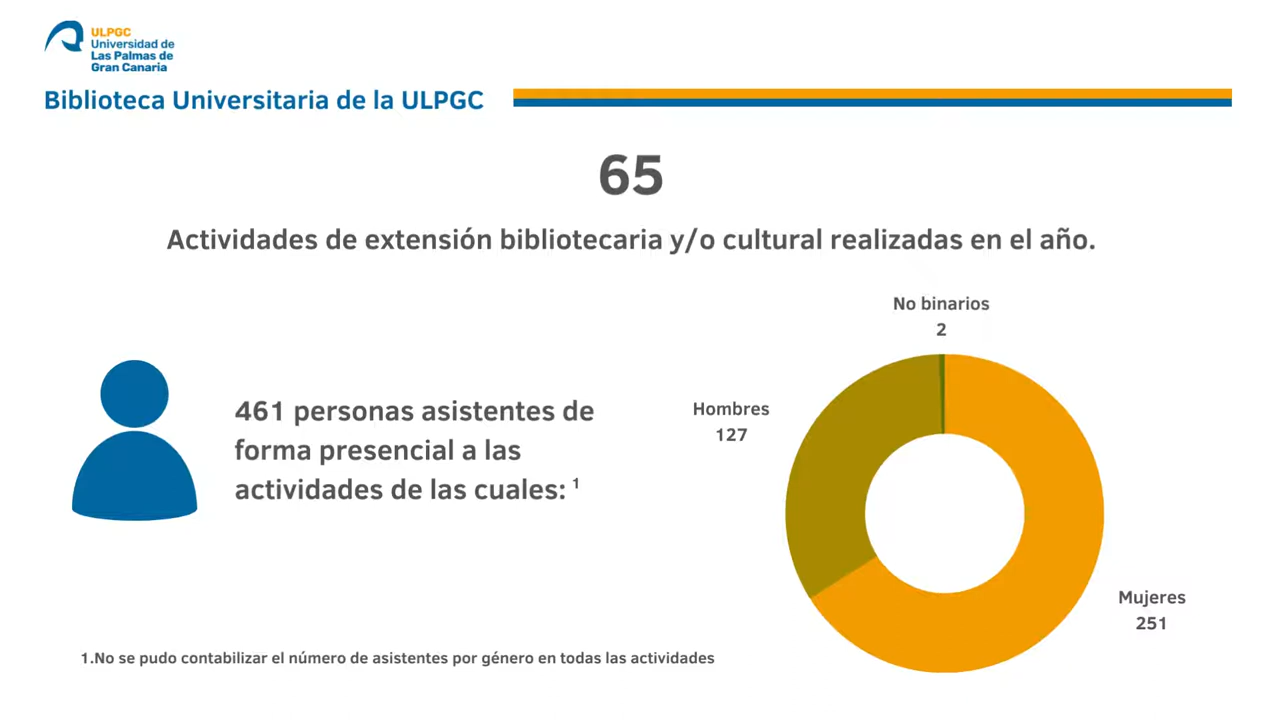 ULPGC
Universidad de
Las Palmas de
Gran Canaria
Biblioteca Universitaria de la ULPGC
65
Actividades de extensión bibliotecaria y/o cultural realizadas en el año.
461 personas asistentes de
forma presencial a las
actividades de las cuales: 1
No binarios
2
Hombres
127
Mujeres
251
1.No se pudo contabilizar el número de asistentes por género en todas las actividades